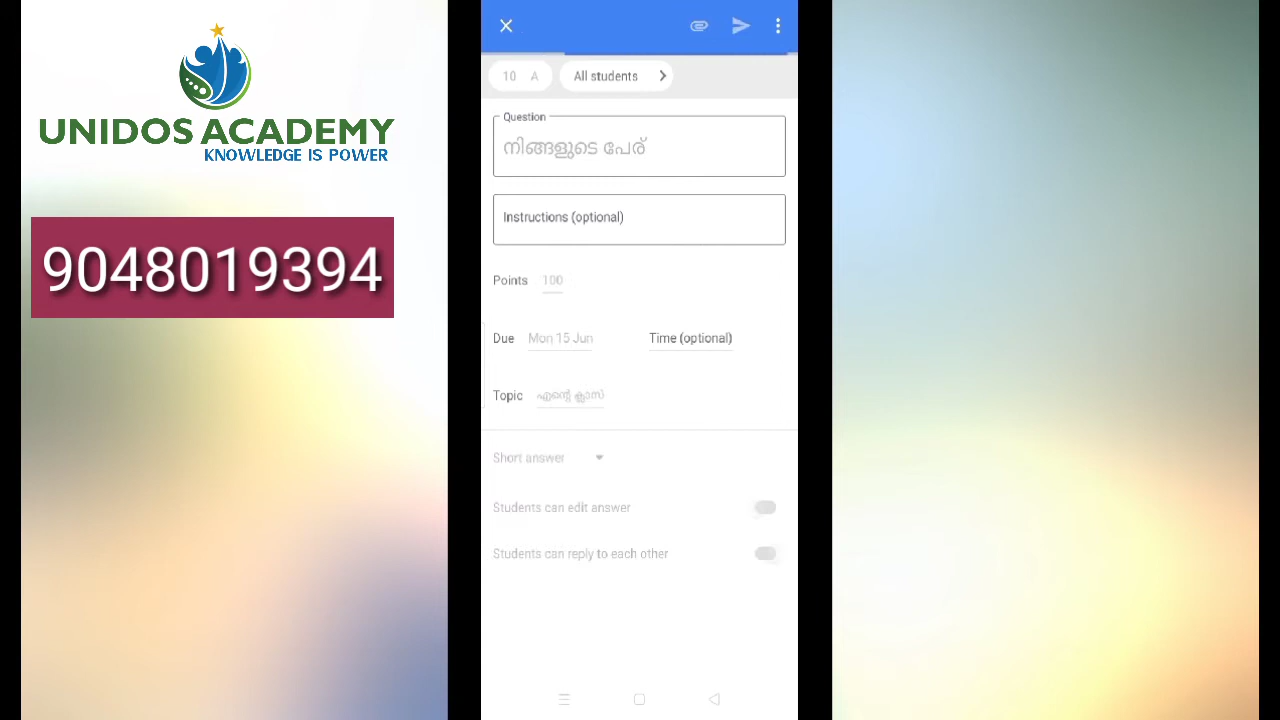 UNIDOS ACADEMY
KNOWLEDGE IS POWER
9048019394
10 A
All students
Question
നിങ്ങളുടെ പേര്
Instructions (optional)
Points 100
Due Mon 15 Jun Time (optional)
Topic എന്റെ ക്ലാസ്
Short answer
Students can edit answer
Students can reply to each other